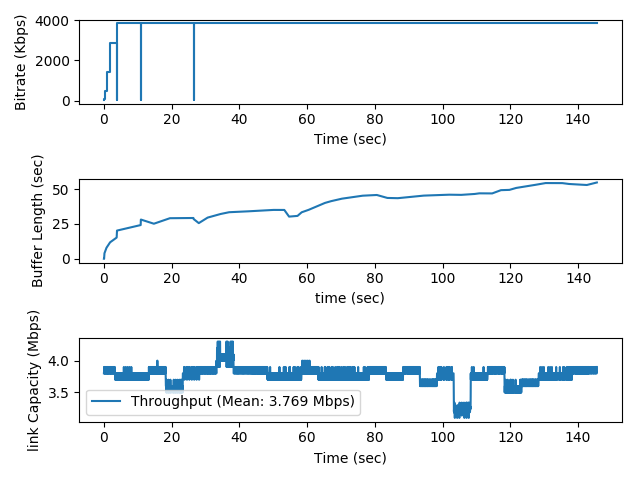 Bitrate (Kbps)
4000
2000
0
0 20 40 60 80 100 120 140
Time (sec)
Buffer Length (sec)
50
25
0
0 20 40 60 80 100 120 140
time (sec)
link Capacity (Mbps)
4.0
3.5
Throughput (Mean: 3.769 Mbps)
0 20 40 60 80 100 120 140
Time (sec)